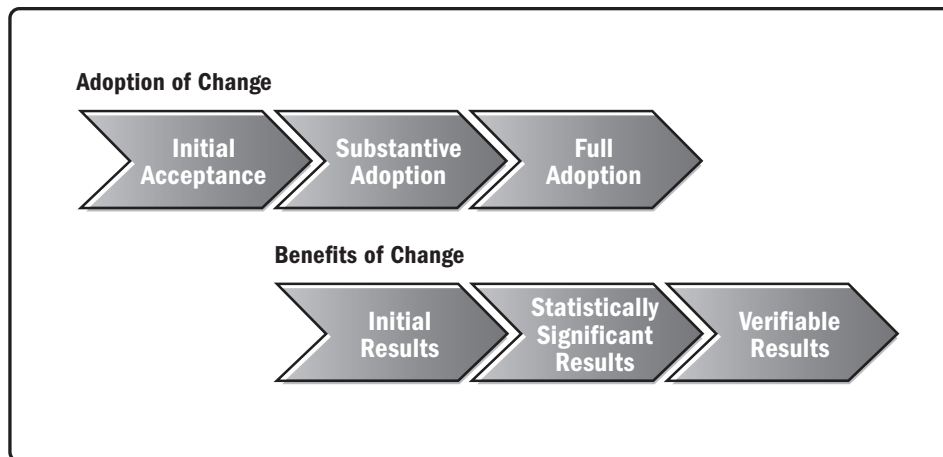 Adoption of Change
Initial
Acceptance
Substantive
Adoption
Full
Adoption
Benefits of Change
Initial
Results
Statistically
Significant
Results
Verifiable
Results